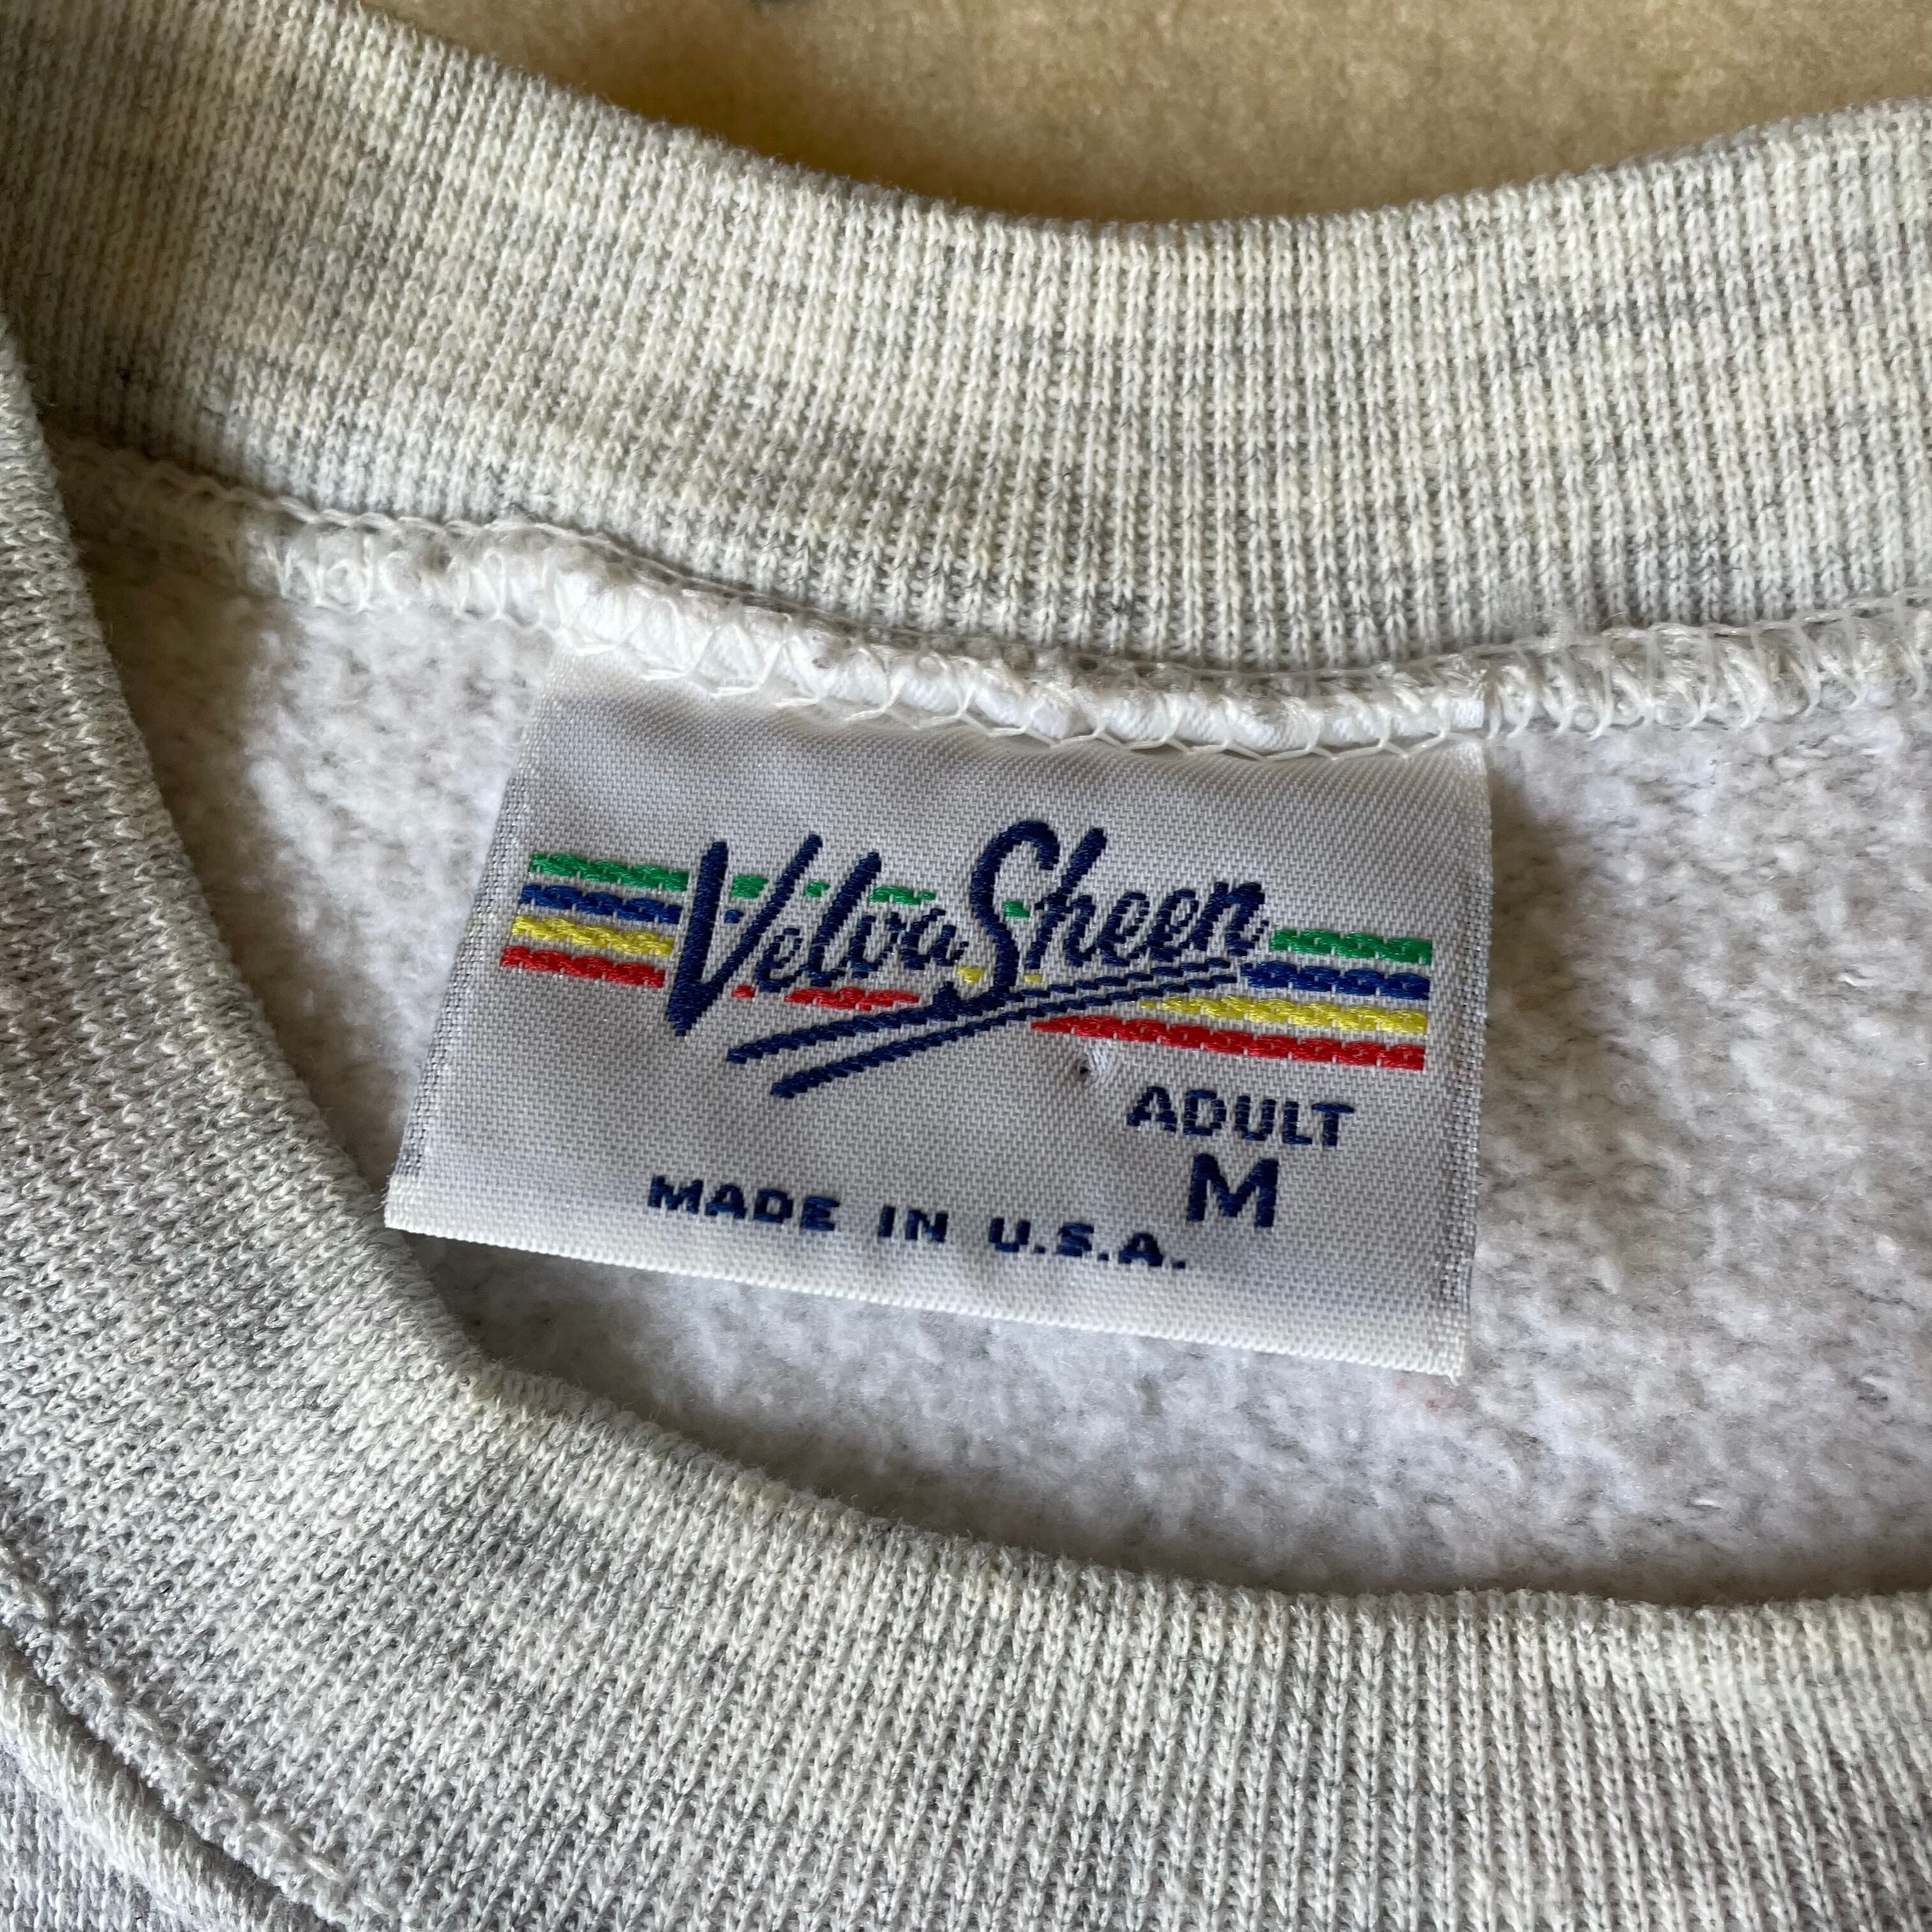 Velva Sheen
ADULT
M
MADE IN U.S.A.